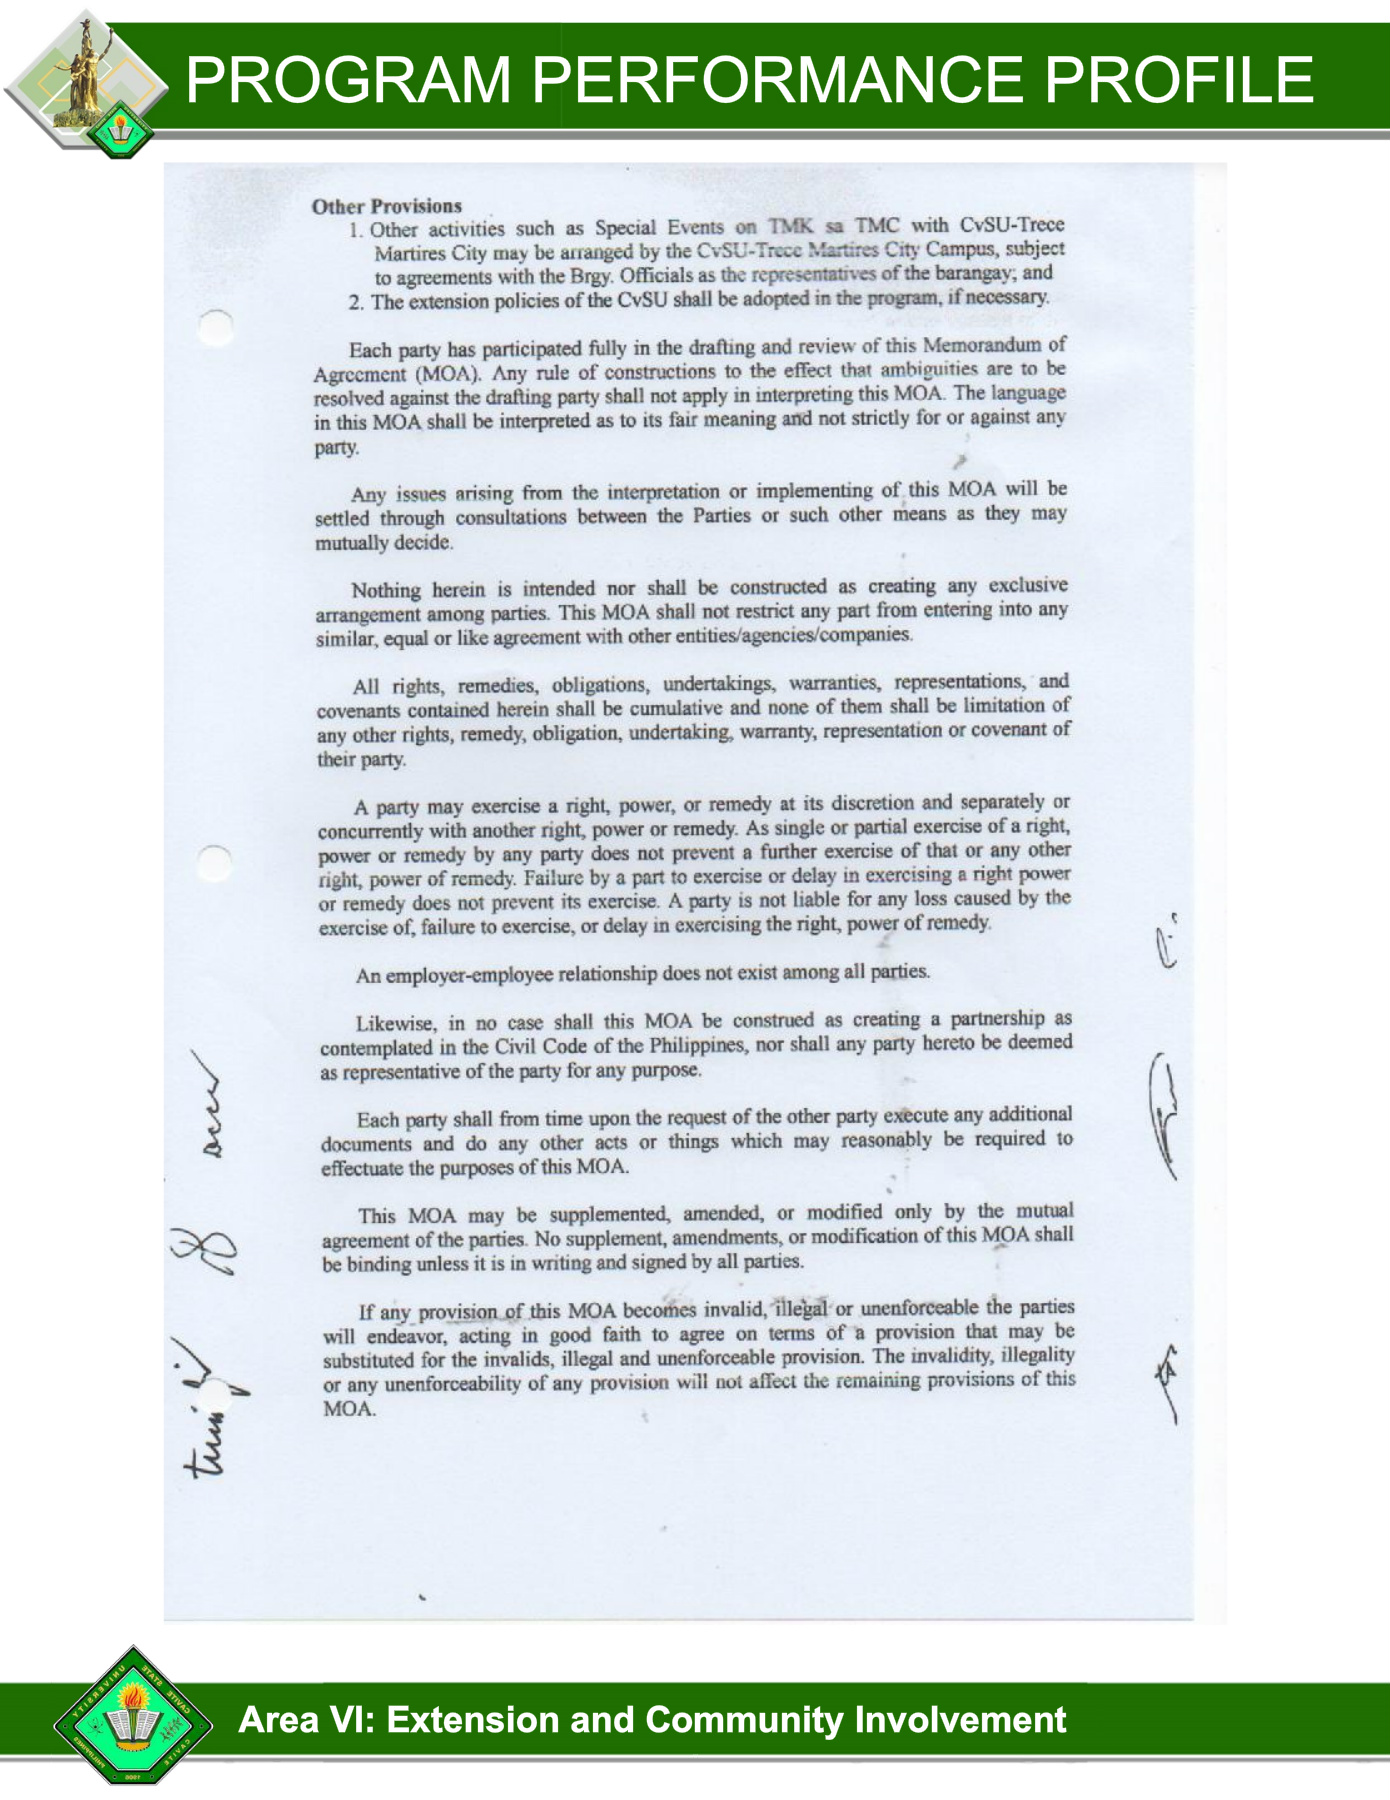 PROGRAM PERFORMANCE PROFILE
Other Provisions
1. Other activities such as Special Events on TMK sa TMC with CvSU-Trece
Martires City may be arranged by the CvSU-Trece Martires City Campus, subject
to agreements with the Brgy. Officials as the representatives of the barangay; and
2. The extension policies of the CvSU shall be adopted in the program, if necessary.
Each party has participated fully in the drafting and review of this Memorandum of
Agreement (MOA). Any rule of constructions to the effect that ambiguities are to be
resolved against the drafting party shall not apply in interpreting this MOA. The language
in this MOA shall be interpreted as to its fair meaning and not strictly for or against any
party.
Any issues arising from the interpretation or implementing of this MOA will be
settled through consultations between the Parties or such other means as they may
mutually decide.
Nothing herein is intended nor shall be constructed as creating any exclusive
arrangement among parties. This MOA shall not restrict any part from entering into any
similar, equal or like agreement with other entities/agencies/companies.
All rights, remedies, obligations, undertakings, warranties, representations, and
covenants contained herein shall be cumulative and none of them shall be limitation of
any other rights, remedy, obligation, undertaking, warranty, representation or covenant of
their party.
A party may exercise a right, power, or remedy at its discretion and separately or
concurrently with another right, power or remedy. As single or partial exercise of a right,
power or remedy by any party does not prevent a further exercise of that or any other
right, power of remedy. Failure by a part to exercise or delay in exercising a right power
or remedy does not prevent its exercise. A party is not liable for any loss caused by the
exercise of, failure to exercise, or delay in exercising the right, power of remedy.
An employer-employee relationship does not exist among all parties.
Likewise, in no case shall this MOA be construed as creating a partnership as
contemplated in the Civil Code of the Philippines, nor shall any party hereto be deemed
as representative of the party for any purpose.
Each party shall from time upon the request of the other party execute any additional
documents and do any other acts or things which may reasonably be required to
effectuate the purposes of this MOA.
This MOA may be supplemented, amended, or modified only by the mutual
agreement of the parties. No supplement, amendments, or modification of this MOA shall
be binding unless it is in writing and signed by all parties.
If any provision of this MOA becomes invalid, illegal or unenforceable the parties
will endeavor, acting in good faith to agree on terms of a provision that may be
substituted for the invalids, illegal and unenforceable provision. The invalidity, illegality
or any unenforceability of any provision will not affect the remaining provisions of this
MOA.
CAVITE STATE UNIVERSITY
CAVITE PHILIPPINES
Area VI: Extension and Community Involvement